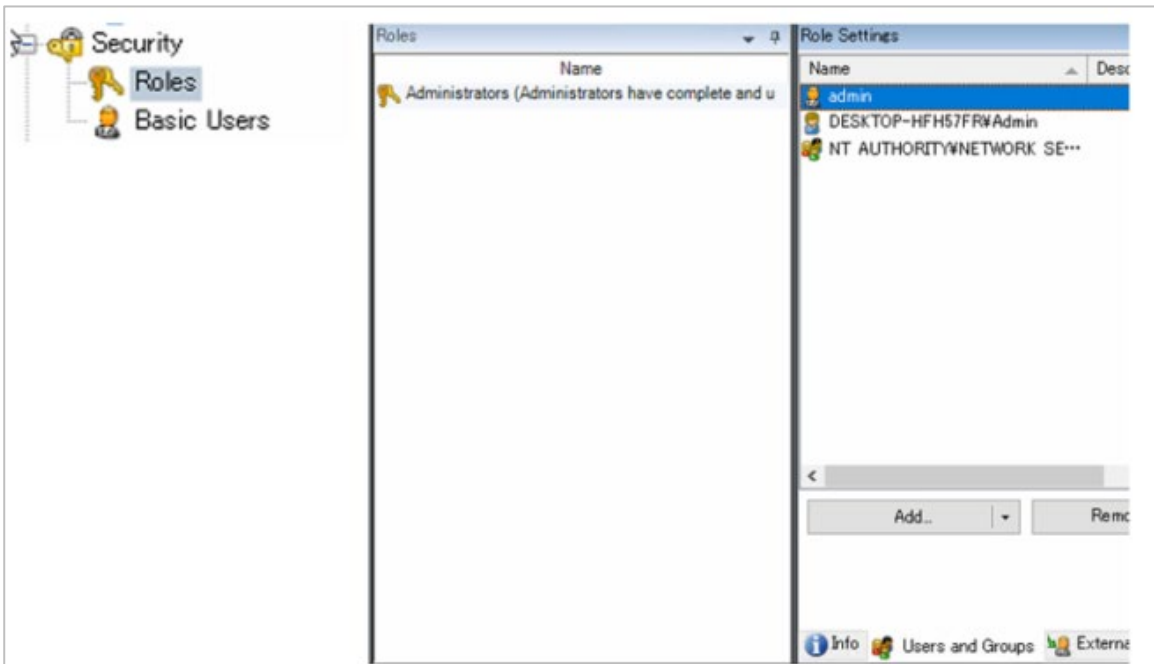 Security
Roles
Basic Users
Roles
Name
Administrators (Administrators have complete and u
Role Settings
Name
Desc
admin
DESKTOP-HFH57FR¥Admin
NT AUTHORITY¥NETWORK SE…
Add...
Remo
Info
Users and Groups
Externa